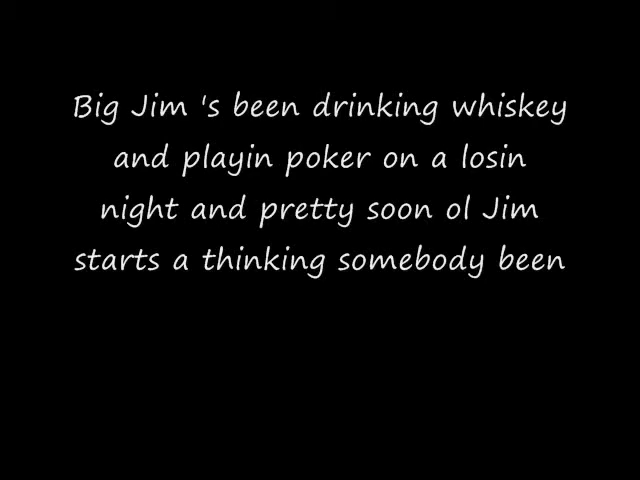 Big Jim 's been drinking whiskey
and playin poker on a losin
night and pretty soon ol Jim
starts a thinking somebody been